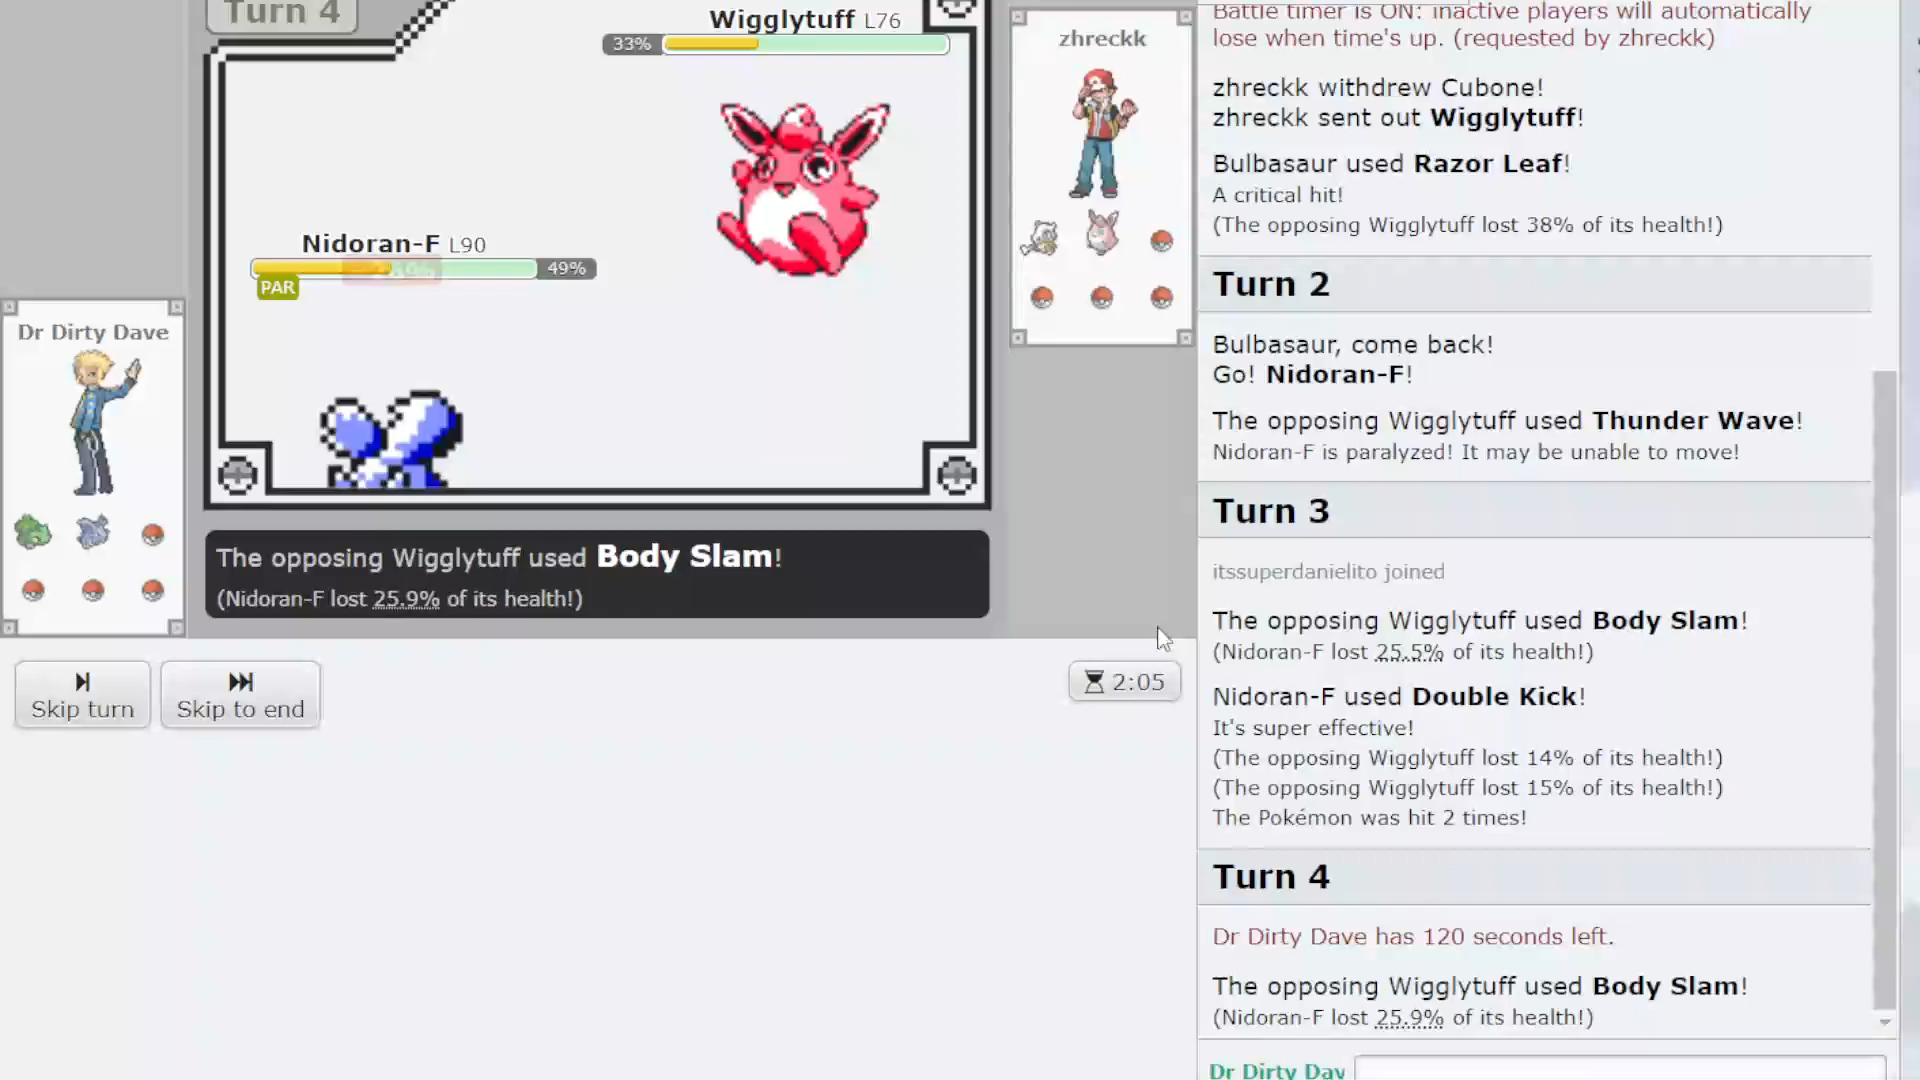 Turn 4
Wigglytuff L76
33%
Nidoran-F L90
49%
PAR
zhreckk
Dr Dirty Dave
The opposing Wigglytuff used Body Slam!
(Nidoran-F lost 25.9% of its health!)
Skip turn
Skip to end
2:05
Battle timer is ON: inactive players will automatically
lose when time's up. (requested by zhreckk)
zhreckk withdrew Cubone!
zhreckk sent out Wigglytuff!
Bulbasaur used Razor Leaf!
A critical hit!
(The opposing Wigglytuff lost 38% of its health!)
Turn 2
Bulbasaur, come back!
Go! Nidoran-F!
The opposing Wigglytuff used Thunder Wave!
Nidoran-F is paralyzed! It may be unable to move!
Turn 3
itssuperdanielito joined
The opposing Wigglytuff used Body Slam!
(Nidoran-F lost 25.5% of its health!)
Nidoran-F used Double Kick!
It's super effective!
(The opposing Wigglytuff lost 14% of its health!)
(The opposing Wigglytuff lost 15% of its health!)
The Pokémon was hit 2 times!
Turn 4
Dr Dirty Dave has 120 seconds left.
The opposing Wigglytuff used Body Slam!
(Nidoran-F lost 25.9% of its health!)
Dr Dirty Dav